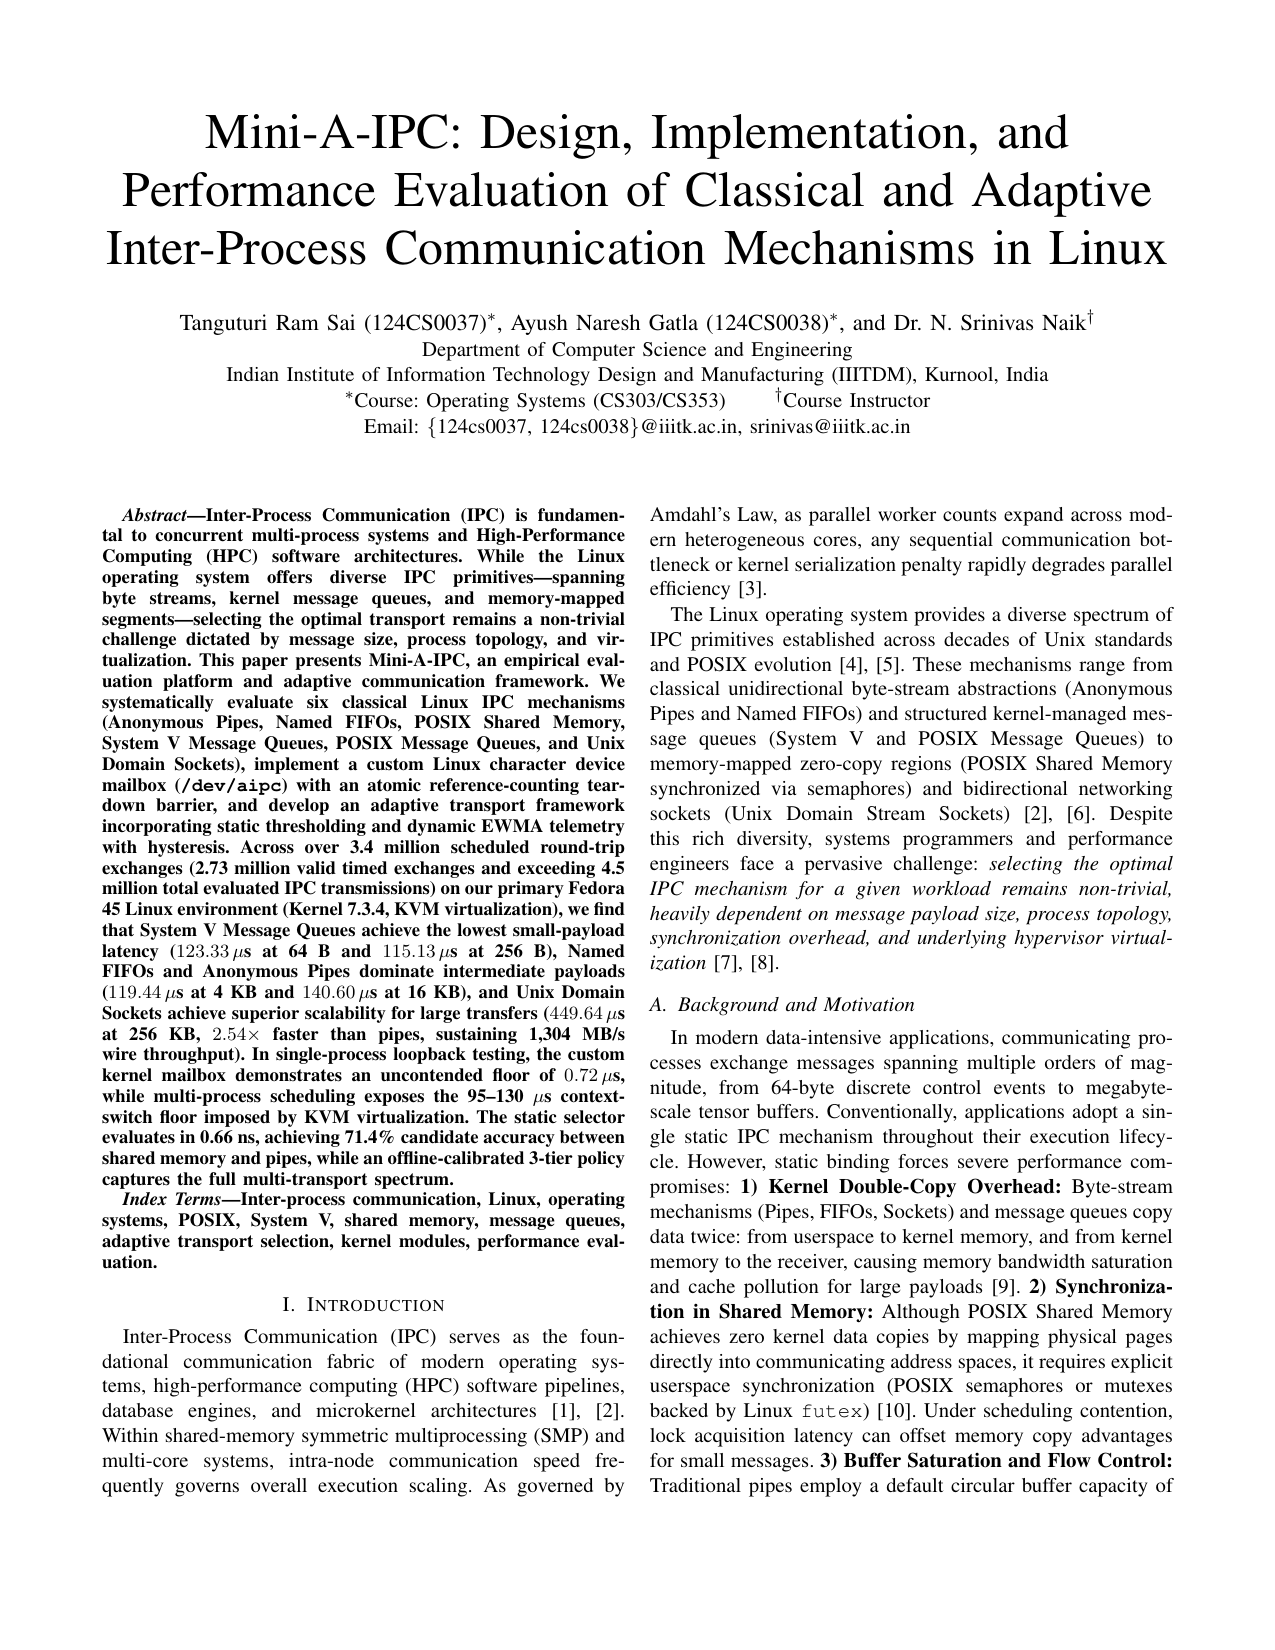 Mini-A-IPC: Design, Implementation, and
Performance Evaluation of Classical and Adaptive
Inter-Process Communication Mechanisms in Linux
Tanguturi Ram Sai (124CS0037)*, Ayush Naresh Gatla (124CS0038)*, and Dr. N. Srinivas Naik†
Department of Computer Science and Engineering
Indian Institute of Information Technology Design and Manufacturing (IIITDM), Kurnool, India
*Course: Operating Systems (CS303/CS353) †Course Instructor
Email: {124cs0037, 124cs0038}@iiitk.ac.in, srinivas@iiitk.ac.in
Abstract—Inter-Process Communication (IPC) is fundamen-
tal to concurrent multi-process systems and High-Performance
Computing (HPC) software architectures. While the Linux
operating system offers diverse IPC primitives—spanning
byte streams, kernel message queues, and memory-mapped
segments—selecting the optimal transport remains a non-trivial
challenge dictated by message size, process topology, and vir-
tualization. This paper presents Mini-A-IPC, an empirical eval-
uation platform and adaptive communication framework. We
systematically evaluate six classical Linux IPC mechanisms
(Anonymous Pipes, Named FIFOs, POSIX Shared Memory,
System V Message Queues, POSIX Message Queues, and Unix
Domain Sockets), implement a custom Linux character device
mailbox (/dev/aipc) with an atomic reference-counting tear-
down barrier, and develop an adaptive transport framework
incorporating static thresholding and dynamic EWMA telemetry
with hysteresis. Across over 3.4 million scheduled round-trip
exchanges (2.73 million valid timed exchanges and exceeding 4.5
million total evaluated IPC transmissions) on our primary Fedora
45 Linux environment (Kernel 7.3.4, KVM virtualization), we find
that System V Message Queues achieve the lowest small-payload
latency (123.33 µs at 64 B and 115.13 µs at 256 B), Named
FIFOs and Anonymous Pipes dominate intermediate payloads
(119.44 µs at 4 KB and 140.60 µs at 16 KB), and Unix Domain
Sockets achieve superior scalability for large transfers (449.64 µs
at 256 KB, 2.54× faster than pipes, sustaining 1,304 MB/s
wire throughput). In single-process loopback testing, the custom
kernel mailbox demonstrates an uncontended floor of 0.72 µs,
while multi-process scheduling exposes the 95–130 µs context-
switch floor imposed by KVM virtualization. The static selector
evaluates in 0.66 ns, achieving 71.4% candidate accuracy between
shared memory and pipes, while an offline-calibrated 3-tier policy
captures the full multi-transport spectrum.
Index Terms—Inter-process communication, Linux, operating
systems, POSIX, System V, shared memory, message queues,
adaptive transport selection, kernel modules, performance eval-
uation.
I. INTRODUCTION
Inter-Process Communication (IPC) serves as the foun-
dational communication fabric of modern operating sys-
tems, high-performance computing (HPC) software pipelines,
database engines, and microkernel architectures [1], [2].
Within shared-memory symmetric multiprocessing (SMP) and
multi-core systems, intra-node communication speed fre-
quently governs overall execution scaling. As governed by
Amdahl's Law, as parallel worker counts expand across mod-
ern heterogeneous cores, any sequential communication bot-
tleneck or kernel serialization penalty rapidly degrades parallel
efficiency [3].
The Linux operating system provides a diverse spectrum of
IPC primitives established across decades of Unix standards
and POSIX evolution [4], [5]. These mechanisms range from
classical unidirectional byte-stream abstractions (Anonymous
Pipes and Named FIFOs) and structured kernel-managed mes-
sage queues (System V and POSIX Message Queues) to
memory-mapped zero-copy regions (POSIX Shared Memory
synchronized via semaphores) and bidirectional networking
sockets (Unix Domain Stream Sockets) [2], [6]. Despite
this rich diversity, systems programmers and performance
engineers face a pervasive challenge: selecting the optimal
IPC mechanism for a given workload remains non-trivial,
heavily dependent on message payload size, process topology,
synchronization overhead, and underlying hypervisor virtual-
ization [7], [8].
A. Background and Motivation
In modern data-intensive applications, communicating pro-
cesses exchange messages spanning multiple orders of mag-
nitude, from 64-byte discrete control events to megabyte-
scale tensor buffers. Conventionally, applications adopt a sin-
gle static IPC mechanism throughout their execution lifecy-
cle. However, static binding forces severe performance com-
promises: 1) Kernel Double-Copy Overhead: Byte-stream
mechanisms (Pipes, FIFOs, Sockets) and message queues copy
data twice: from userspace to kernel memory, and from kernel
memory to the receiver, causing memory bandwidth saturation
and cache pollution for large payloads [9]. 2) Synchroniza-
tion in Shared Memory: Although POSIX Shared Memory
achieves zero kernel data copies by mapping physical pages
directly into communicating address spaces, it requires explicit
userspace synchronization (POSIX semaphores or mutexes
backed by Linux futex) [10]. Under scheduling contention,
lock acquisition latency can offset memory copy advantages
for small messages. 3) Buffer Saturation and Flow Control:
Traditional pipes employ a default circular buffer capacity of